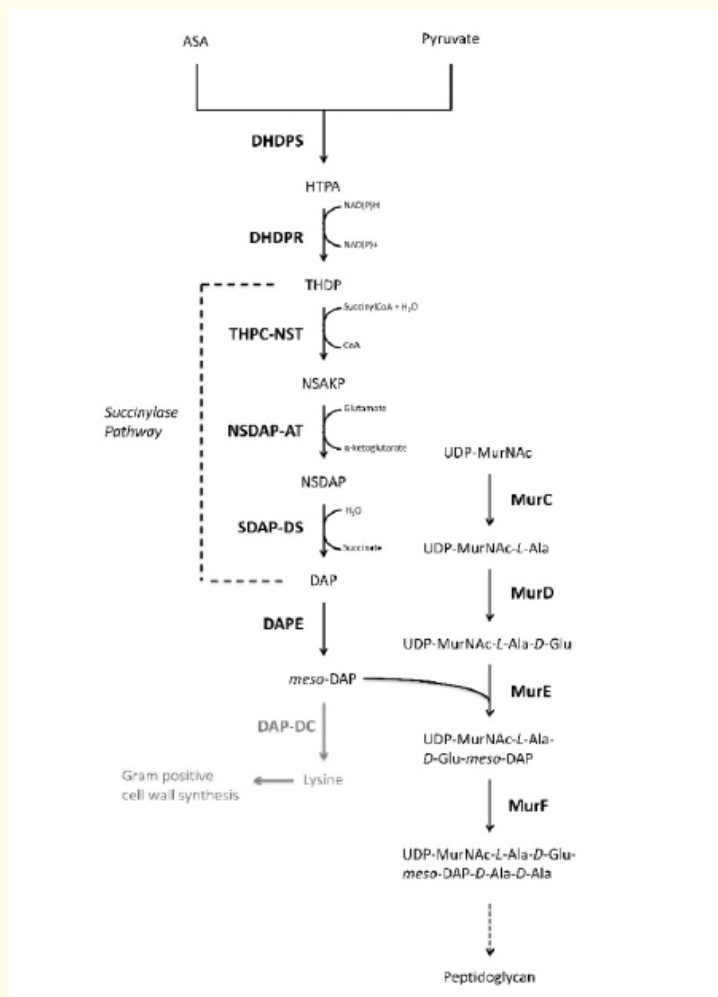 ASA
Pyruvate
DHDPS
HTPA
NAD(P)H
DHDPR
NAD(P)+
THDP
SuccinylCoA + H₂O
THPC-NST
CoA
NSAKP
Succinylase
Pathway
Glutamate
NSDAP-AT
α-ketoglutarate
NSDAP
H₂O
SDAP-DS
Succinate
DAP
DAPE
meso-DAP
DAP-DC
Lysine
Gram positive
cell wall synthesis
UDP-MurNAc
MurC
UDP-MurNAc-L-Ala
MurD
UDP-MurNAc-L-Ala-D-Glu
MurE
UDP-MurNAc-L-Ala-
D-Glu-meso-DAP
MurF
UDP-MurNAc-L-Ala-D-Glu-
meso-DAP-D-Ala-D-Ala
Peptidoglycan